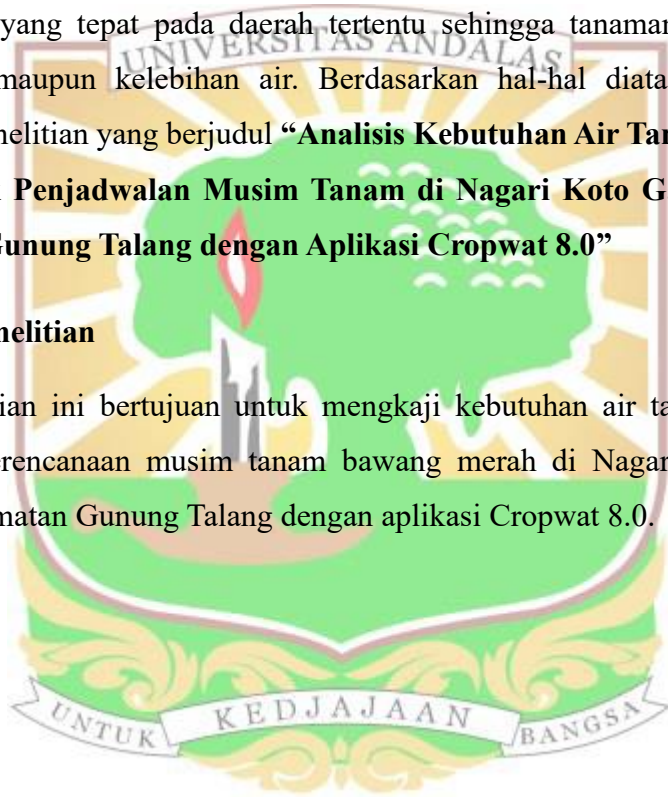 yang tepat pada daerah tertentu sehingga tanaman
maupun kelebihan air. Berdasarkan hal-hal diata
nelitian yang berjudul “Analisis Kebutuhan Air Tan
Penjadwalan Musim Tanam di Nagari Koto G
Gunung Talang dengan Aplikasi Cropwat 8.0”
nelitian
ian ini bertujuan untuk mengkaji kebutuhan air ta
erencanaan musim tanam bawang merah di Nagar
matan Gunung Talang dengan aplikasi Cropwat 8.0.
UNIVERSITAS ANDALAS
UNTUK KEDJAJAAN BANGSA